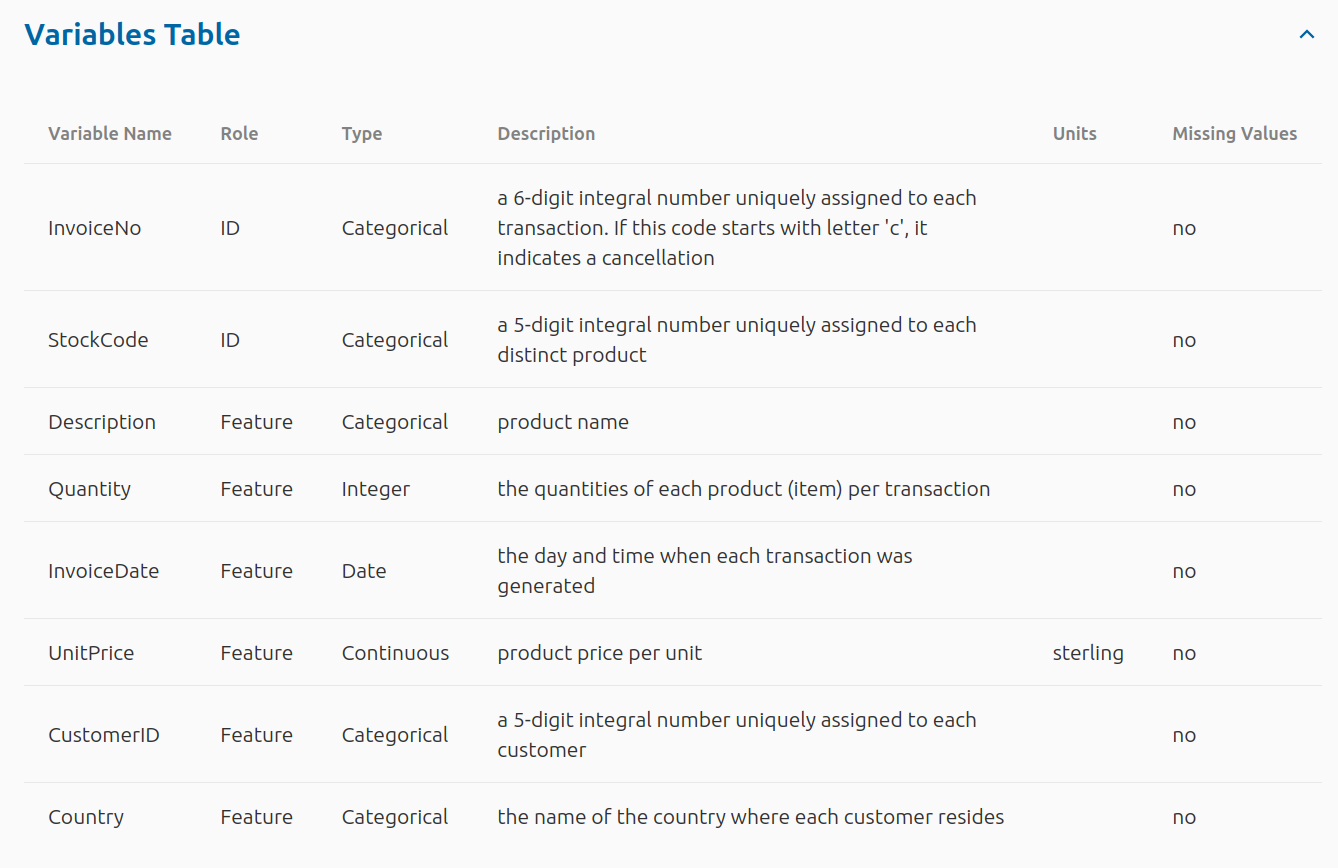 Variables Table
Variable Name Role Type Description Units Missing Values
a 6-digit integral number uniquely assigned to each
InvoiceNo ID Categorical transaction. If this code starts with letter 'c', it no
indicates a cancellation
a 5-digit integral number uniquely assigned to each
StockCode ID Categorical no
distinct product
Description Feature Categorical product name no
Quantity Feature Integer the quantities of each product (item) per transaction no
the day and time when each transaction was
InvoiceDate Feature Date no
generated
UnitPrice Feature Continuous product price per unit sterling no
a 5-digit integral number uniquely assigned to each
CustomerID Feature Categorical no
customer
Country Feature Categorical the name of the country where each customer resides no